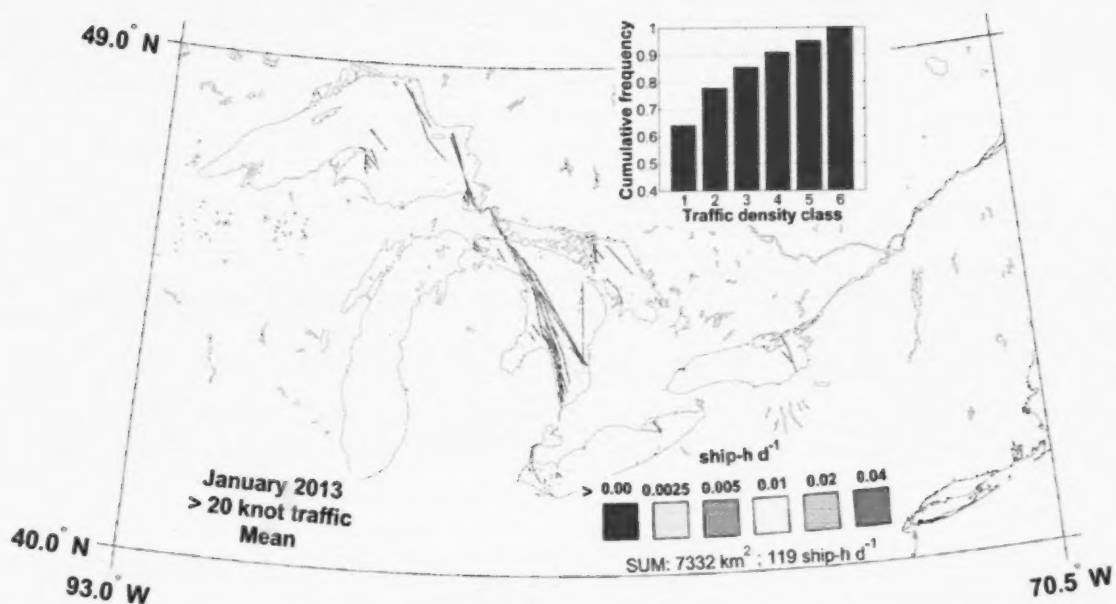 49.0° N
Cumulative frequency
1
0.9
0.8
0.7
0.6
0.5
0.4
1 2 3 4 5 6
Traffic density class
January 2013
> 20 knot traffic
Mean
ship-h d-1
> 0.00 0.0025 0.005 0.01 0.02 0.04
SUM: 7332 km2 ; 119 ship-h d-1
40.0° N
93.0° W
70.5° W